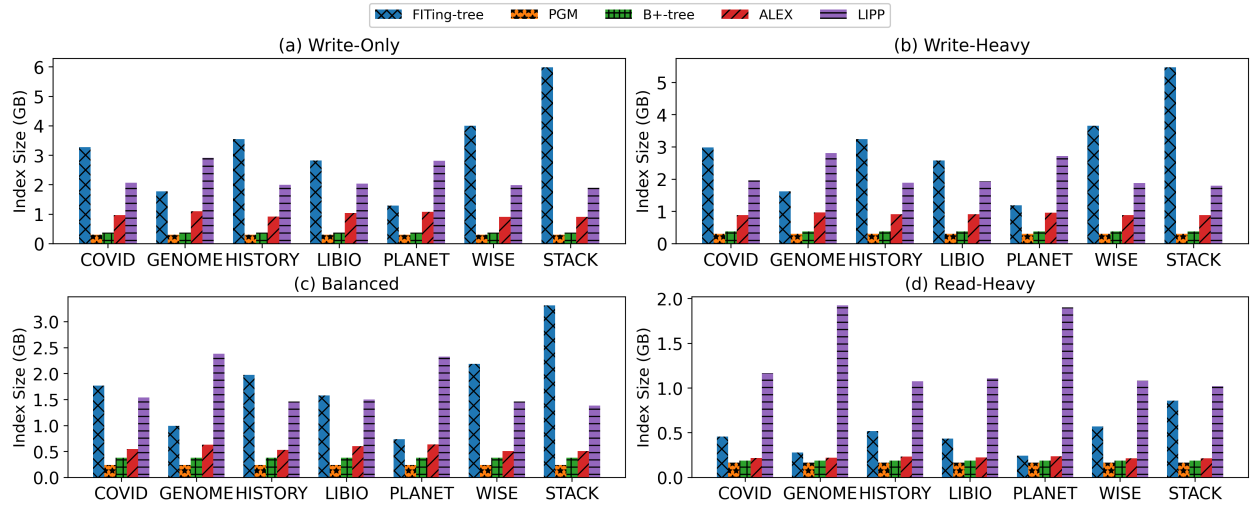 FITing-tree PGM B+-tree ALEX LIPP
(a) Write-Only
Index Size (GB)
6
5
4
3
2
1
0
COVID GENOME HISTORY LIBIO PLANET WISE STACK
(b) Write-Heavy
Index Size (GB)
5
4
3
2
1
0
COVID GENOME HISTORY LIBIO PLANET WISE STACK
(c) Balanced
Index Size (GB)
3.0
2.5
2.0
1.5
1.0
0.5
0.0
COVID GENOME HISTORY LIBIO PLANET WISE STACK
(d) Read-Heavy
Index Size (GB)
2.0
1.5
1.0
0.5
0.0
COVID GENOME HISTORY LIBIO PLANET WISE STACK